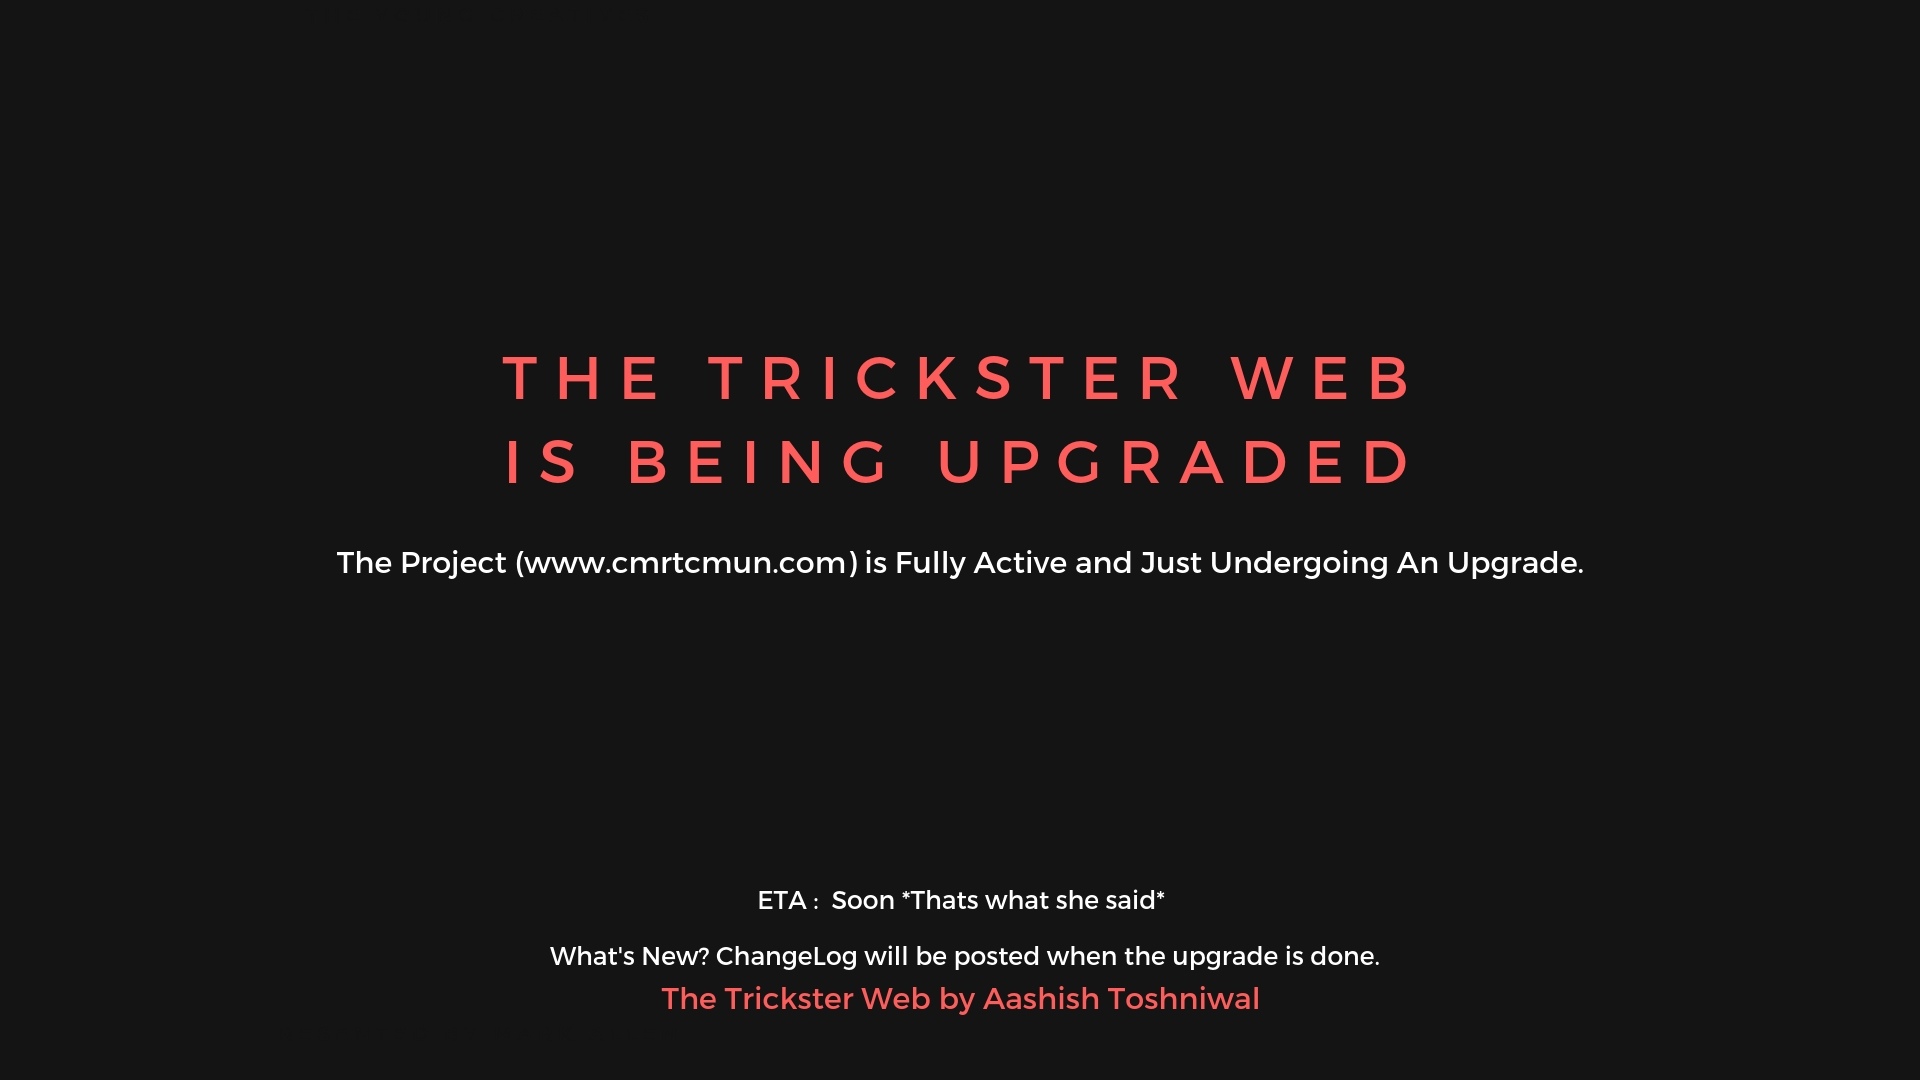 THE TRICKSTER WEB
IS BEING UPGRADED
The Project (www.cmrtcmun.com) is Fully Active and Just Undergoing An Upgrade.
ETA :  Soon *Thats what she said*
What's New? ChangeLog will be posted when the upgrade is done.
The Trickster Web by Aashish Toshniwal